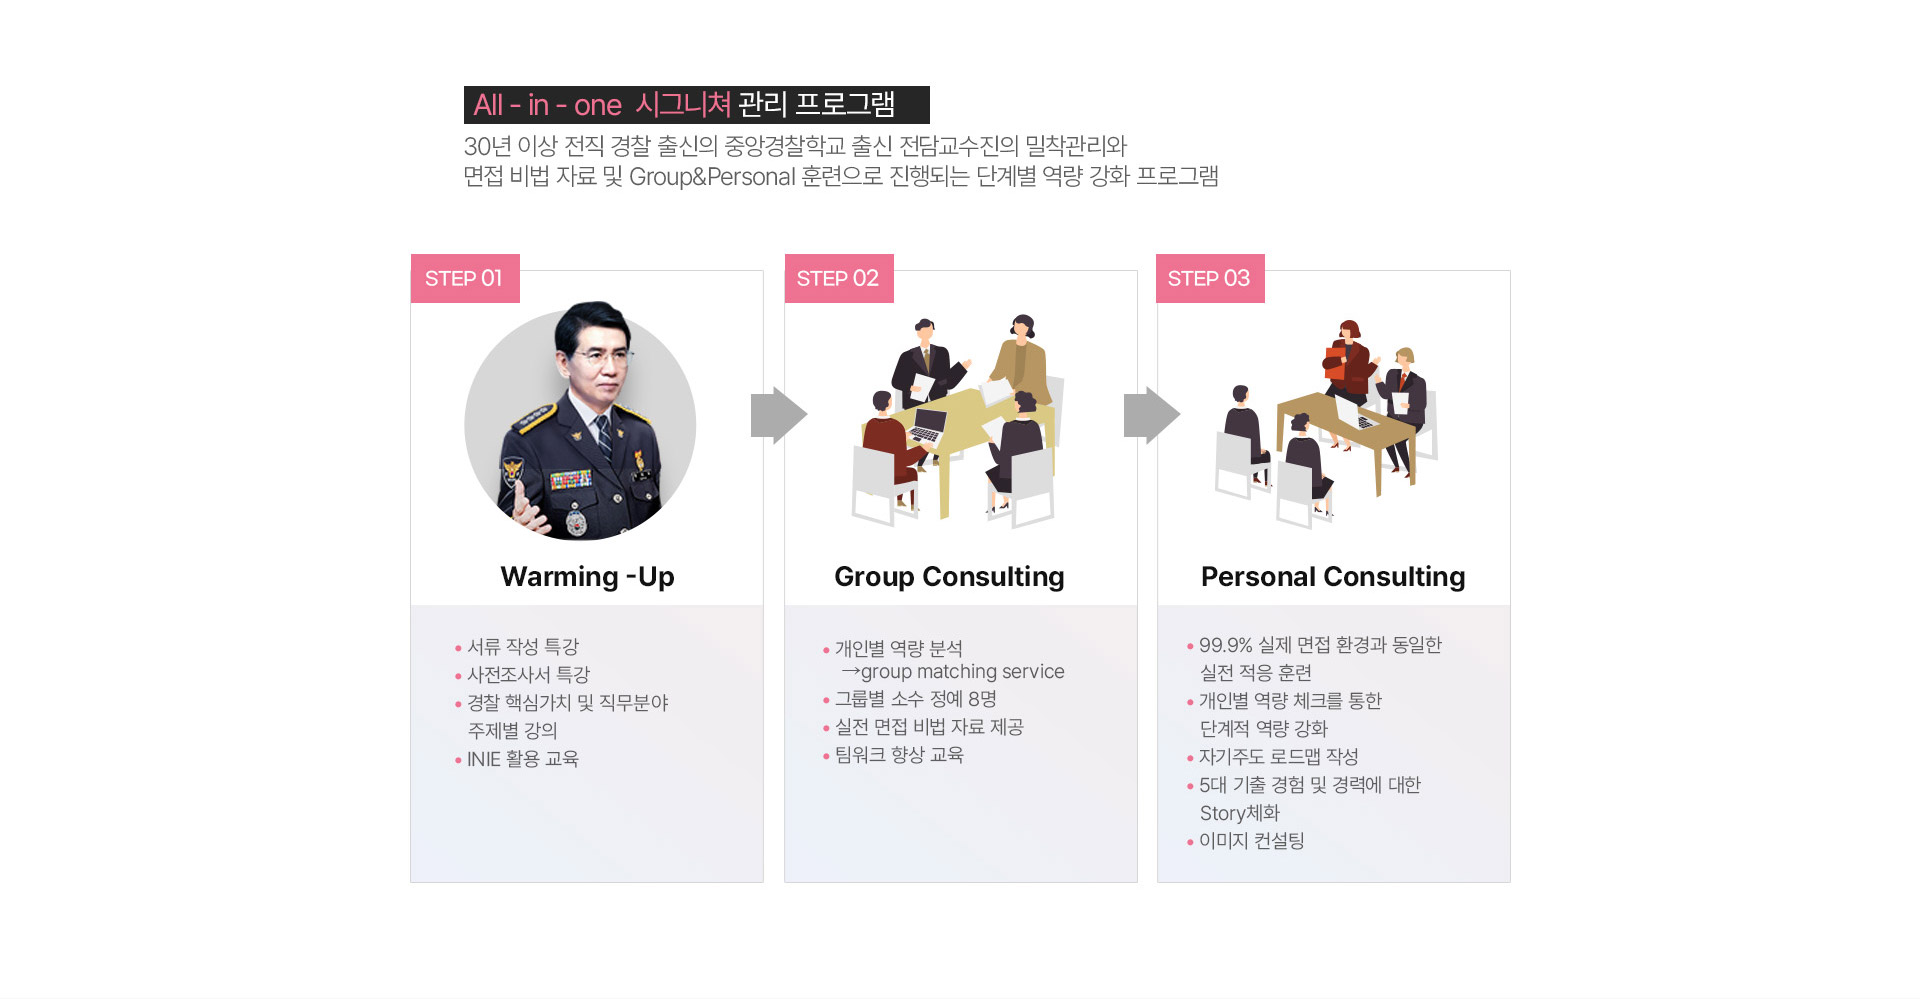 All - in - one 시그니쳐 관리 프로그램
30년 이상 전직 경찰 출신의 중앙경찰학교 출신 전담교수진의 밀착관리와
면접 비법 자료 및 Group&Personal 훈련으로 진행되는 단계별 역량 강화 프로그램
STEP 01
Warming -Up
• 서류 작성 특강
• 사전조사서 특강
• 경찰 핵심가치 및 직무분야
주제별 강의
• INIE 활용 교육
STEP 02
Group Consulting
• 개인별 역량 분석
→group matching service
• 그룹별 소수 정예 8명
• 실전 면접 비법 자료 제공
• 팀워크 향상 교육
STEP 03
Personal Consulting
• 99.9% 실제 면접 환경과 동일한
실전 적응 훈련
• 개인별 역량 체크를 통한
단계적 역량 강화
• 자기주도 로드맵 작성
• 5대 기출 경험 및 경력에 대한
Story체화
• 이미지 컨설팅